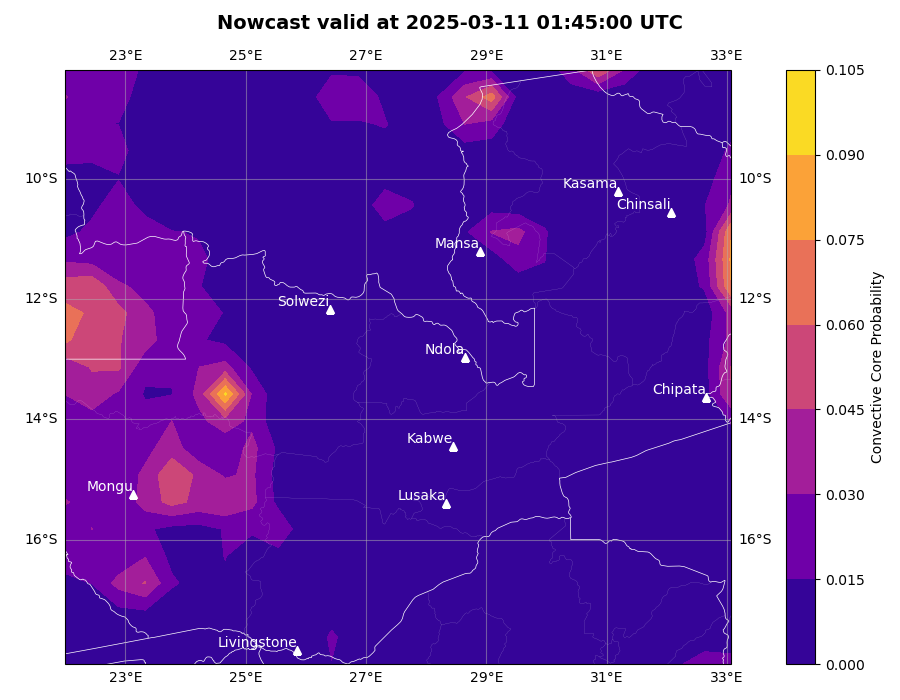 Nowcast valid at 2025-03-11 01:45:00 UTC
23°E 25°E 27°E 29°E 31°E 33°E
0.105
0.090
10°S 10°S
Kasama
Chinsali
0.075
Mansa
12°S 12°S
Solwezi
0.060
Ndola
Chipata
0.045
14°S 14°S
Kabwe
Mongu
Lusaka
0.030
16°S 16°S
0.015
Livingstone
0.000
23°E 25°E 27°E 29°E 31°E 33°E
Convective Core Probability